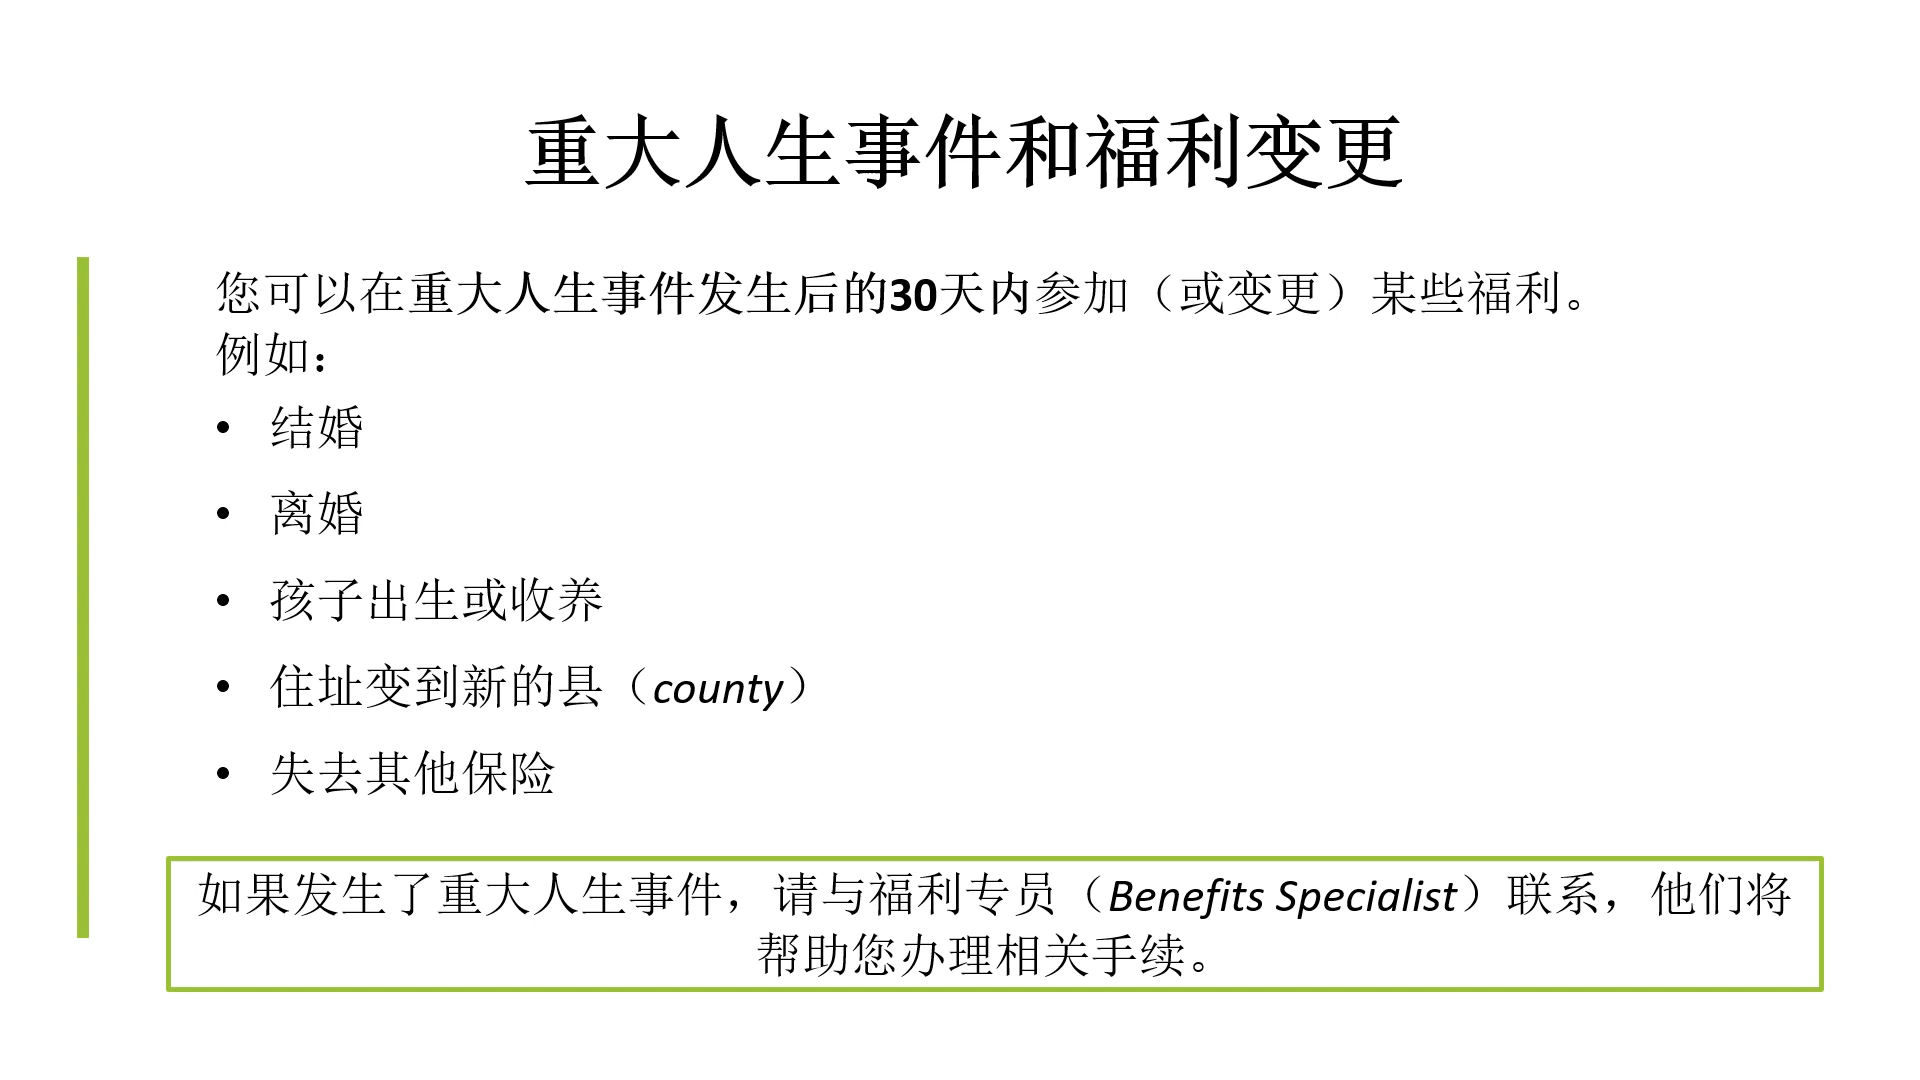 重大人生事件和福利变更
您可以在重大人生事件发生后的30天内参加（或变更）某些福利。
例如：
• 结婚
• 离婚
• 孩子出生或收养
• 住址变到新的县（county）
• 失去其他保险
如果发生了重大人生事件，请与福利专员（Benefits Specialist）联系，他们将
帮助您办理相关手续。